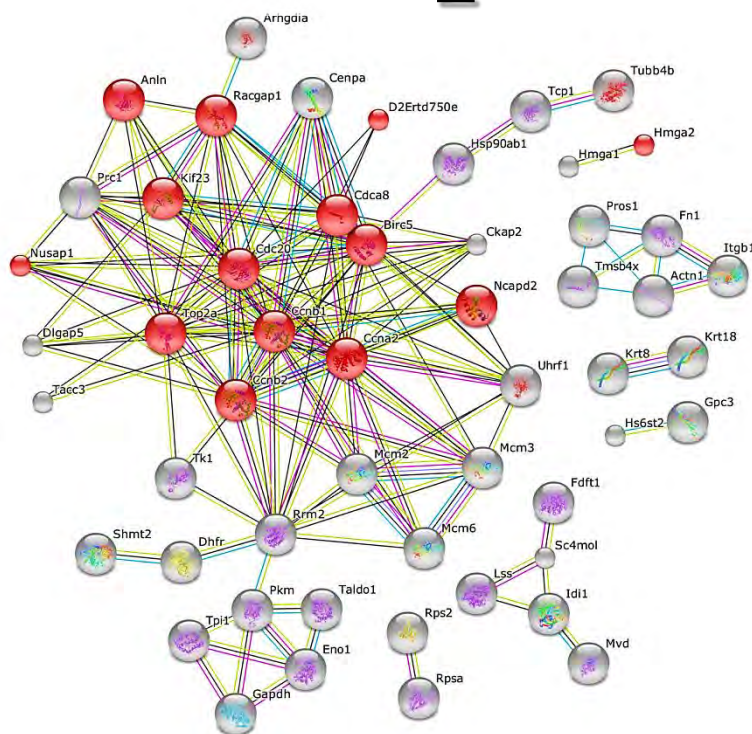 Arhgdia
Anln
Racgap1
Cenpa
D2Ertd750e
Tcp1
Tubb4b
Hsp90ab1
Hmga1
Hmga2
Prc1
Kif23
Cdca8
Birc5
Pros1
Fn1
Itgb1
Nusap1
Cdc20
Ckap2
Tmsb4x
Actn1
Top2a
Ccnb1
Ncapd2
Dlgap5
Ccna2
Uhrf1
Krt8
Krt18
Tacc3
Ccnb2
Hs6st2
Gpc3
Tk1
Mcm2
Mcm3
Fdft1
Rrm2
Shmt2
Dhfr
Mcm6
Sc4mol
Lss
Idi1
Pkm
Taldo1
Tpi1
Rps2
Mvd
Eno1
Gapdh
Rpsa